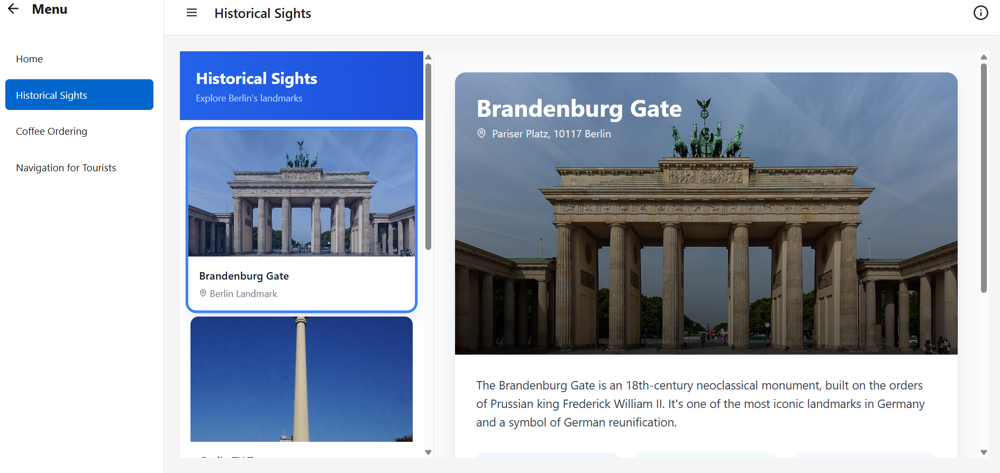 Menu
Home
Historical Sights
Coffee Ordering
Navigation for Tourists
Historical Sights
Historical Sights
Explore Berlin's landmarks
Brandenburg Gate
Berlin Landmark
Brandenburg Gate
Pariser Platz, 10117 Berlin
The Brandenburg Gate is an 18th-century neoclassical monument, built on the orders
of Prussian king Frederick William II. It's one of the most iconic landmarks in Germany
and a symbol of German reunification.